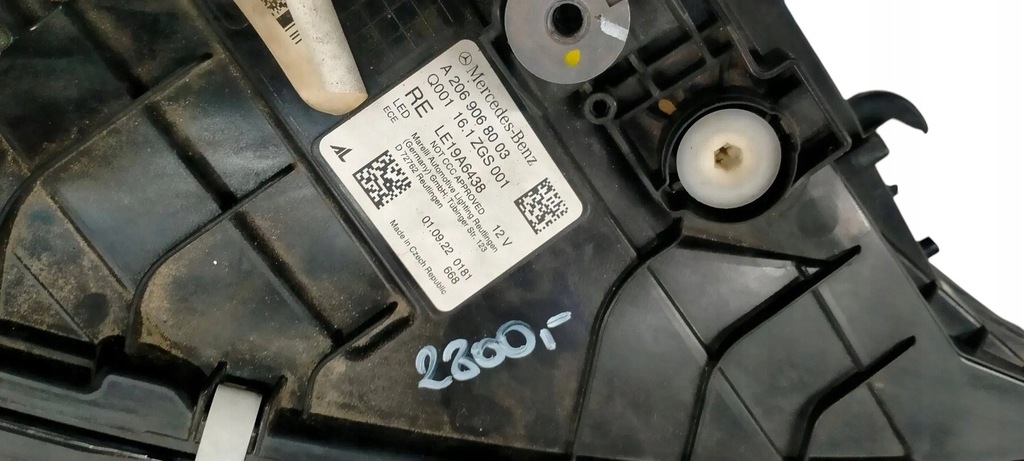 Mercedes-Benz
A 206 906 80 03
Q001 16.1 ZGS 001
RE LE19A6438 12 V
LED NOT CCC APPROVED
ECE Marelli Automotive Lighting Reutlingen
(Germany) GmbH, Tübinger Str. 123
D 72762 Reutlingen
AL
01.09.22 0181
668
Made in Czech Republic
2300,-